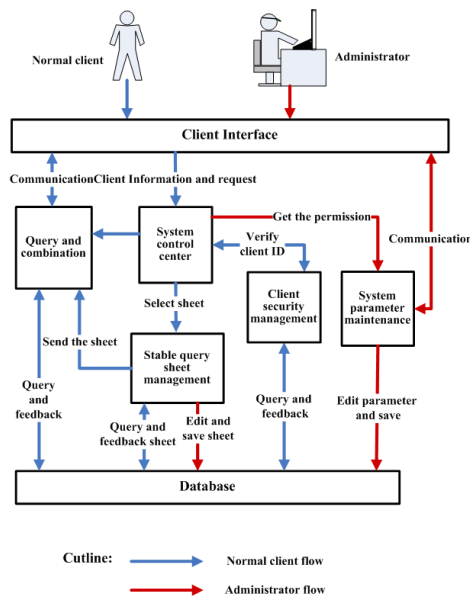 Normal client
Administrator
Client Interface
Communication
Client Information and request
Get the permission
Query and
combination
System
control
center
Verify
client ID
Communication
Client
security
management
System
parameter
maintenance
Select sheet
Send the sheet
Stable query
sheet
management
Query
and
feedback
Query and
feedback sheet
Edit and
save sheet
Query and
feedback
Edit parameter
and save
Database
Cutline:
Normal client flow
Administrator flow